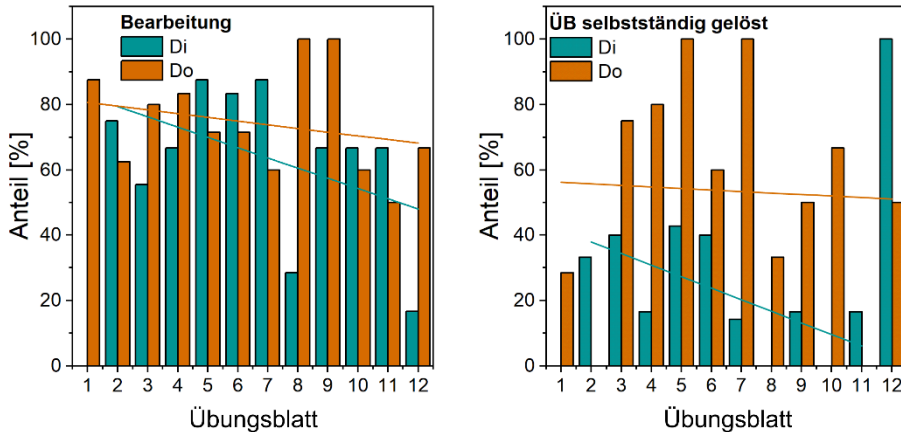 Bearbeitung
Di
Do
Anteil [%]
100
80
60
40
20
0
1 2 3 4 5 6 7 8 9 10 11 12
Übungsblatt
ÜB selbstständig gelöst
Di
Do
Anteil [%]
100
80
60
40
20
0
1 2 3 4 5 6 7 8 9 10 11 12
Übungsblatt